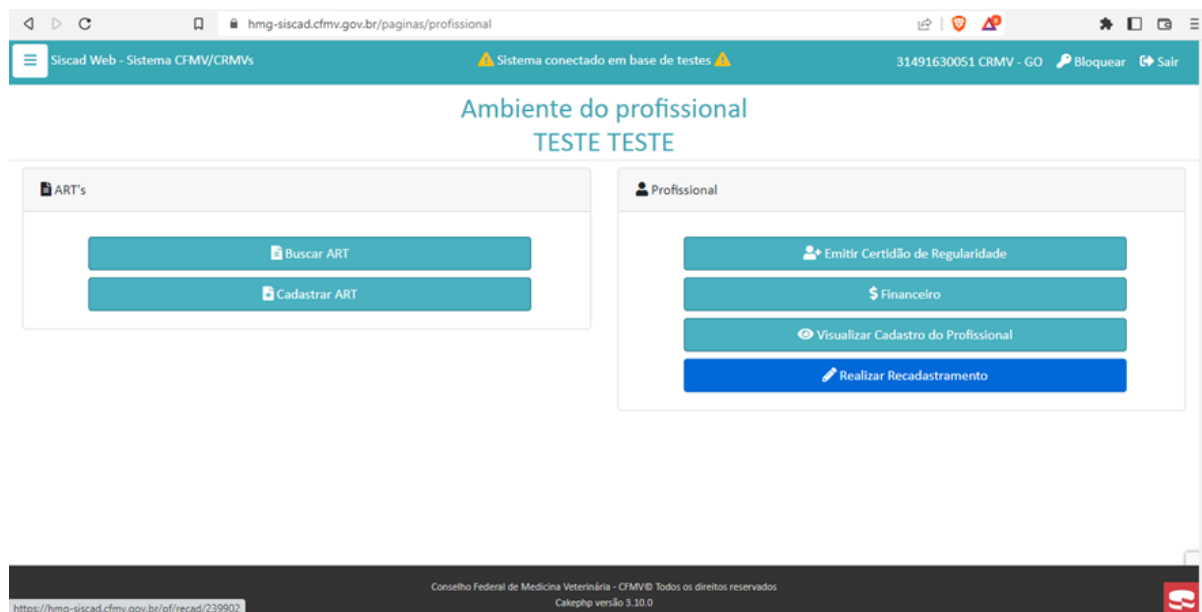 hmg-siscad.cfmv.gov.br/paginas/profissional
Siscad Web - Sistema CFMV/CRMVs
Sistema conectado em base de testes
31491630051 CRMV - GO
Bloquear
Sair
Ambiente do profissional
TESTE TESTE
ART's
Buscar ART
Cadastrar ART
Profissional
Emitir Certidão de Regularidade
Financeiro
Visualizar Cadastro do Profissional
Realizar Recadastramento
Conselho Federal de Medicina Veterinária - CFMV© Todos os direitos reservados
Cakephp versão 3.10.0
https://hmg-siscad.cfmv.gov.br/pf/recad/239902